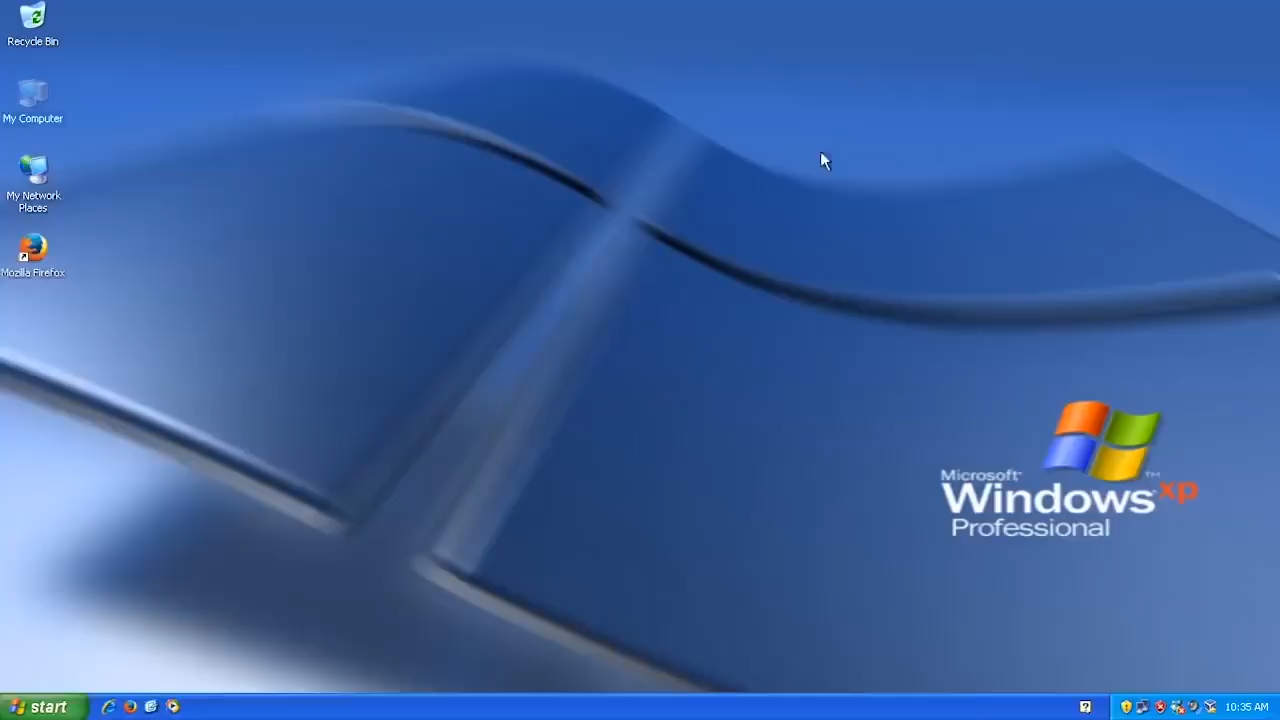 Recycle Bin
My Computer
My Network
Places
Mozilla Firefox
Microsoft
Windows xp
Professional
start
?
10:35 AM